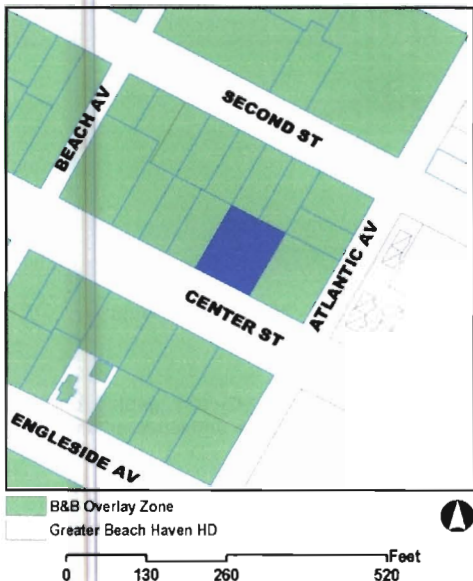 SECOND ST
BEACH AV
ATLANTIC AV
CENTER ST
ENGLESIDE AV
B&B Overlay Zone
Greater Beach Haven HD
Feet
0 130 260 520